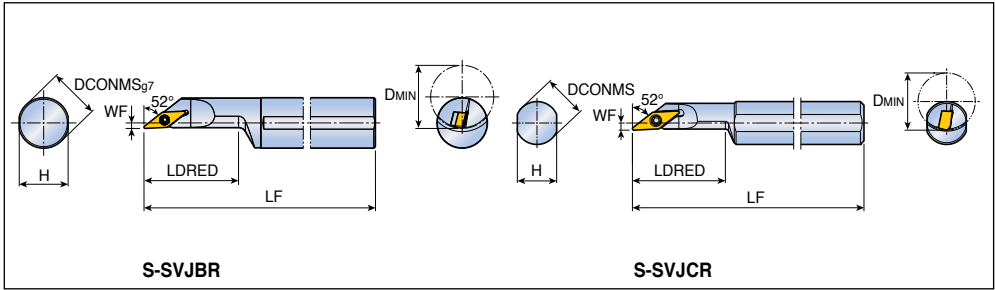 DCONMSg7
52°
WF
H
LDRED
LF
DMIN
S-SVJBR
DCONMS
52°
WF
H
LDRED
LF
DMIN
S-SVJCR